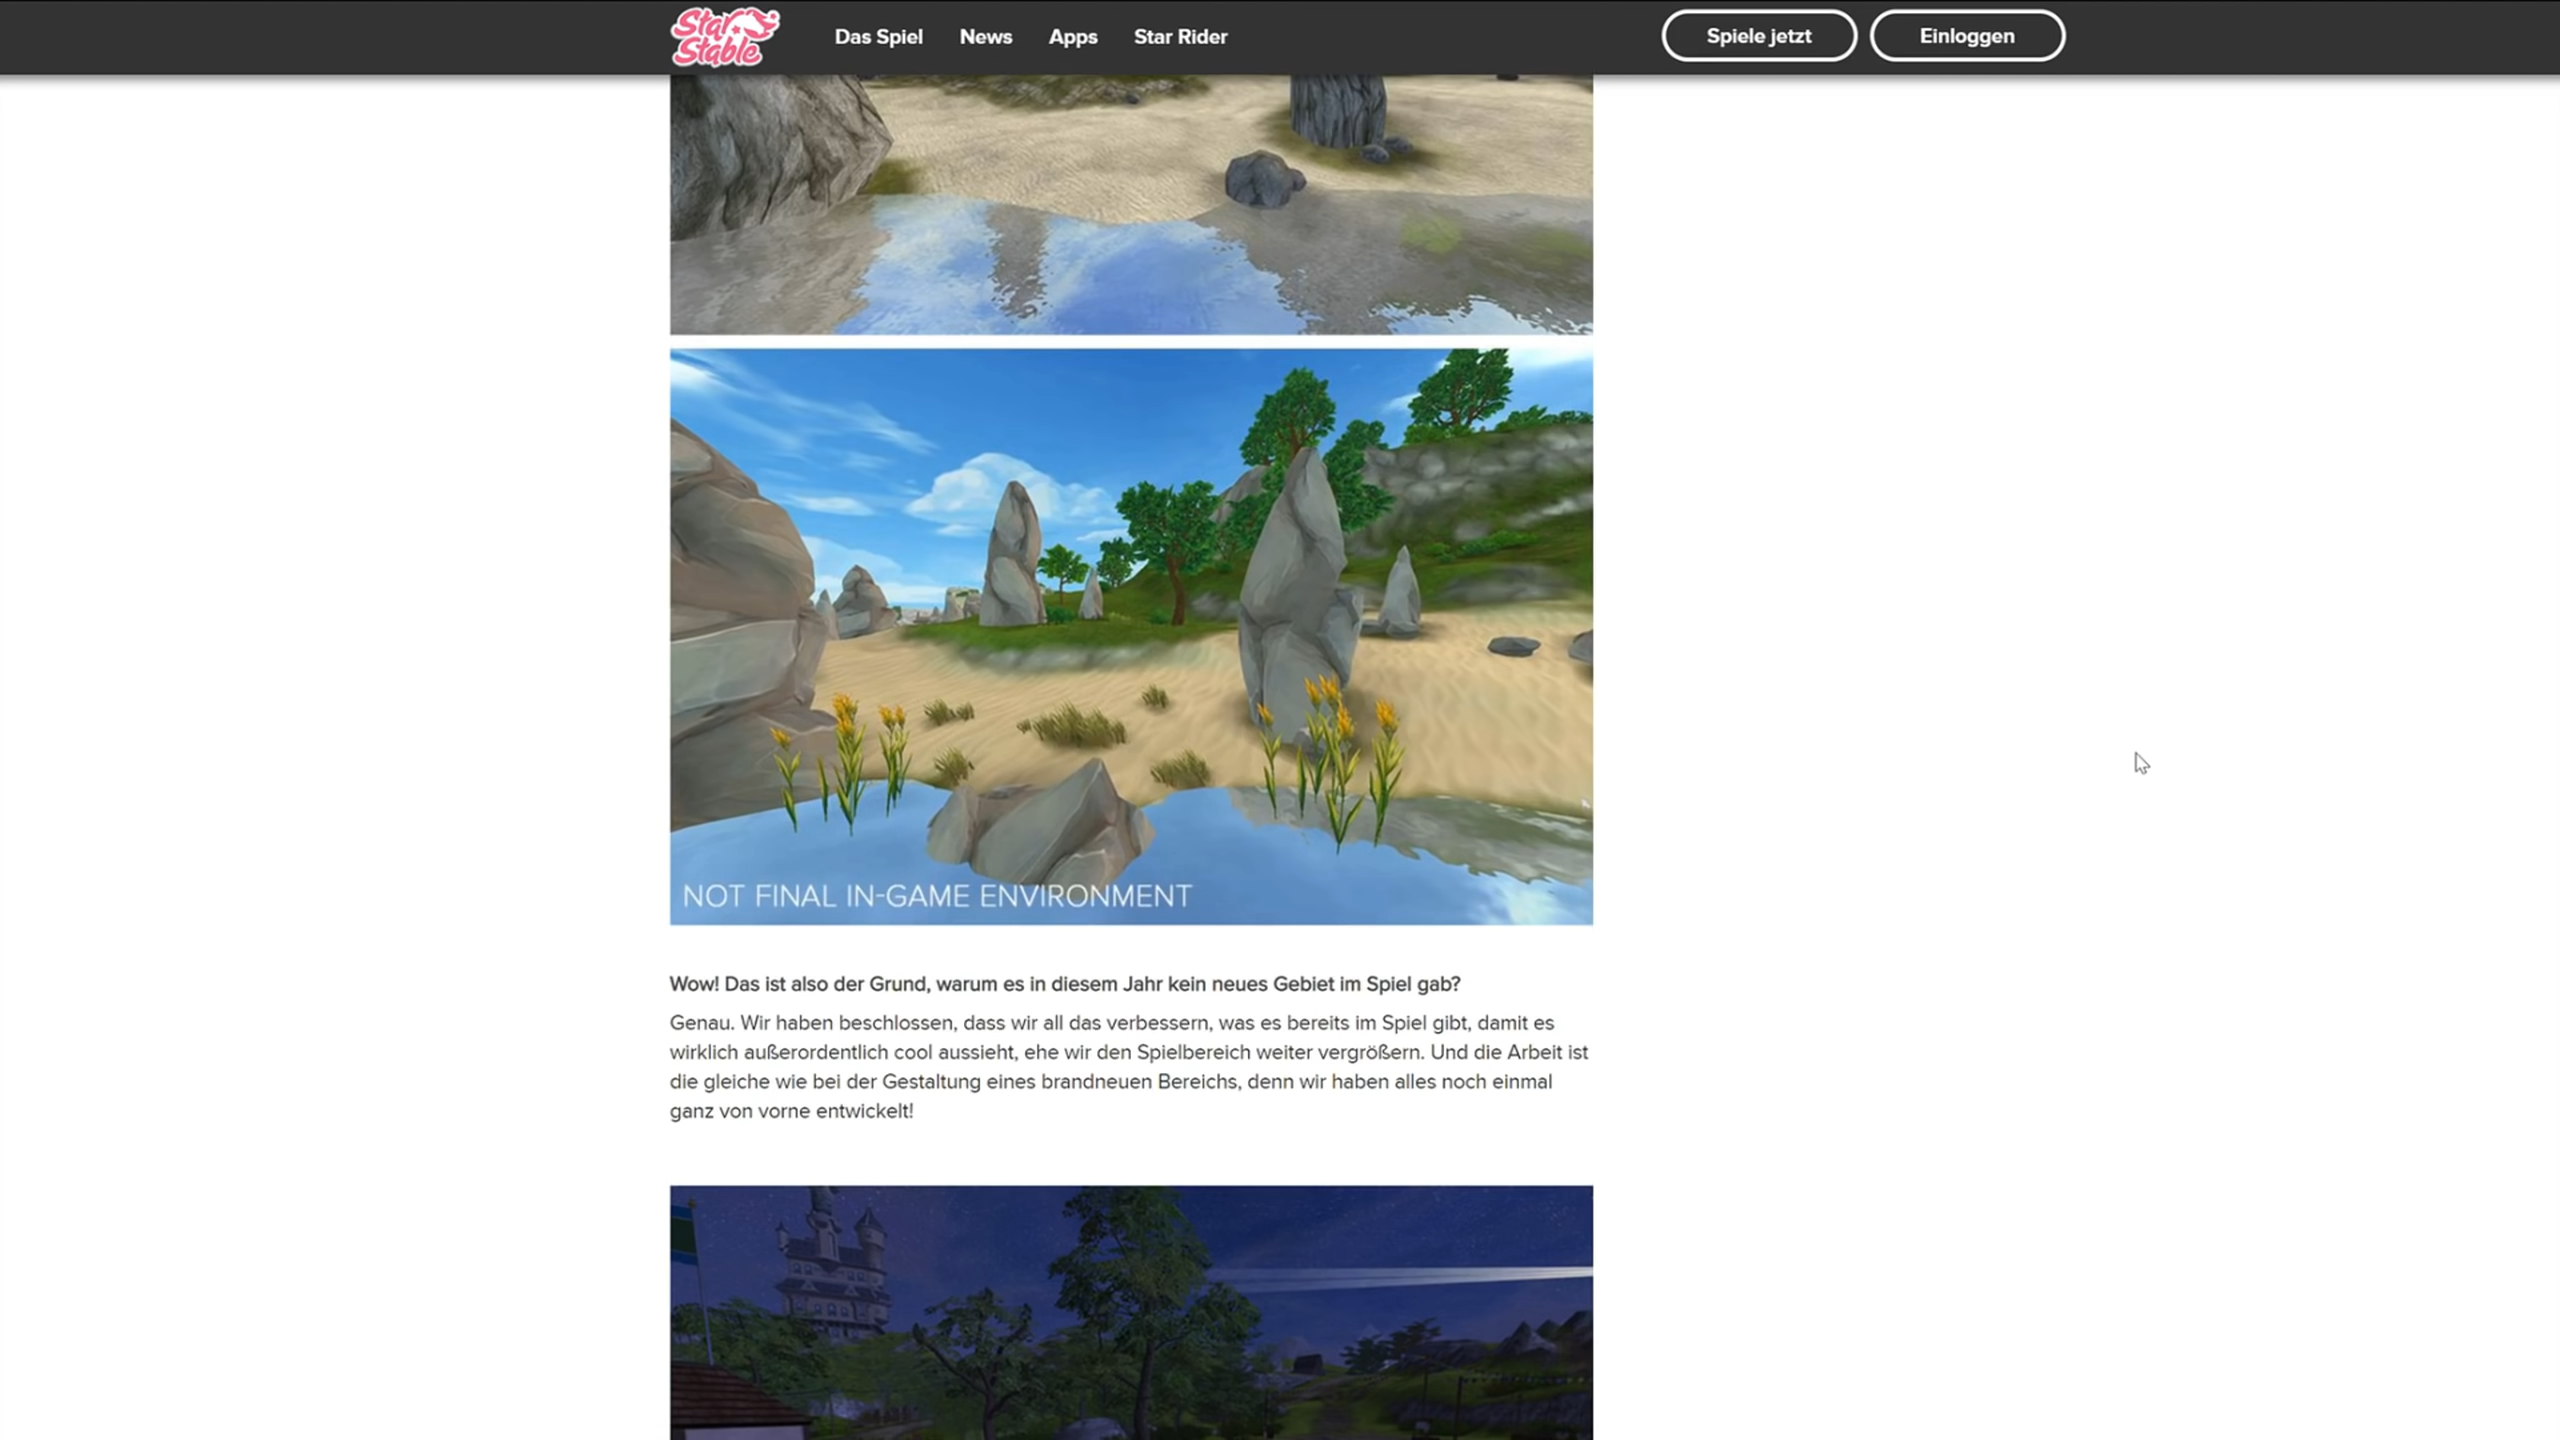 Star Stable
Das Spiel
News
Apps
Star Rider
Spiele jetzt
Einloggen
NOT FINAL IN-GAME ENVIRONMENT
Wow! Das ist also der Grund, warum es in diesem Jahr kein neues Gebiet im Spiel gab?
Genau. Wir haben beschlossen, dass wir all das verbessern, was es bereits im Spiel gibt, damit es
wirklich außerordentlich cool aussieht, ehe wir den Spielbereich weiter vergrößern. Und die Arbeit ist
die gleiche wie bei der Gestaltung eines brandneuen Bereichs, denn wir haben alles noch einmal
ganz von vorne entwickelt!